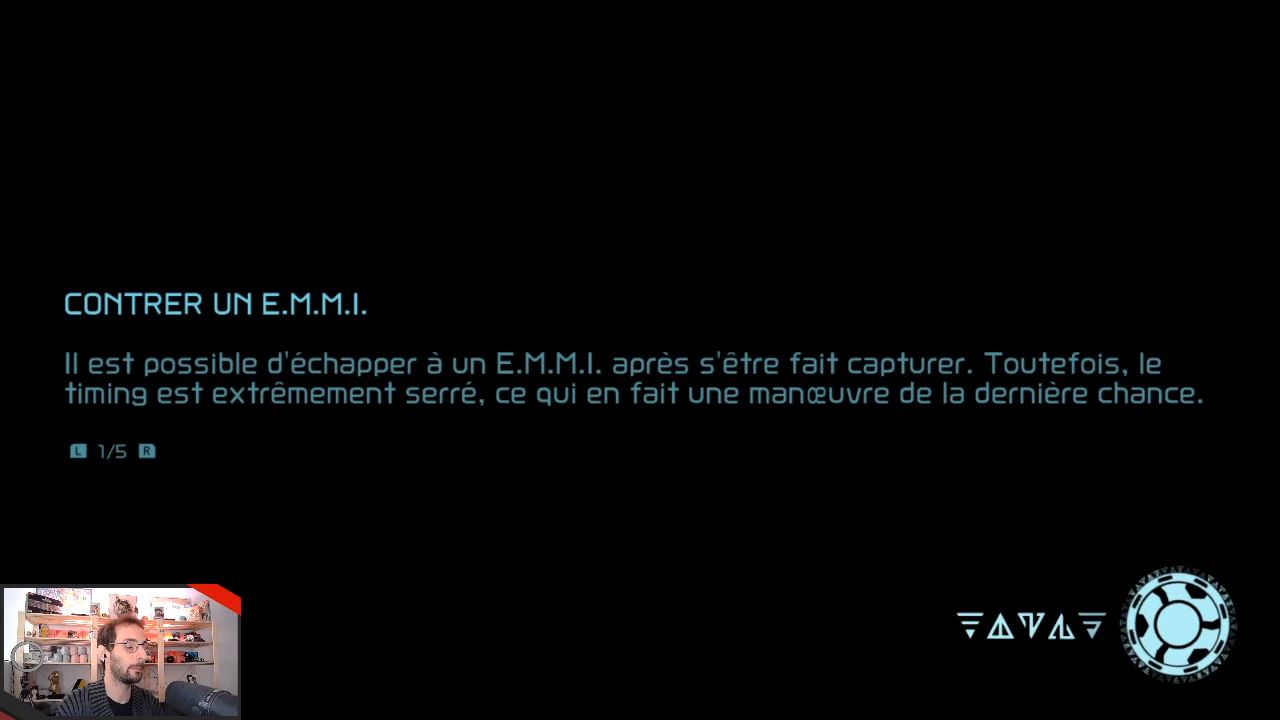 CONTRER UN E.M.M.I.
Il est possible d'échapper à un E.M.M.I. après s'être fait capturer. Toutefois, le
timing est extrêmement serré, ce qui en fait une manœuvre de la dernière chance.
L 1/5 R